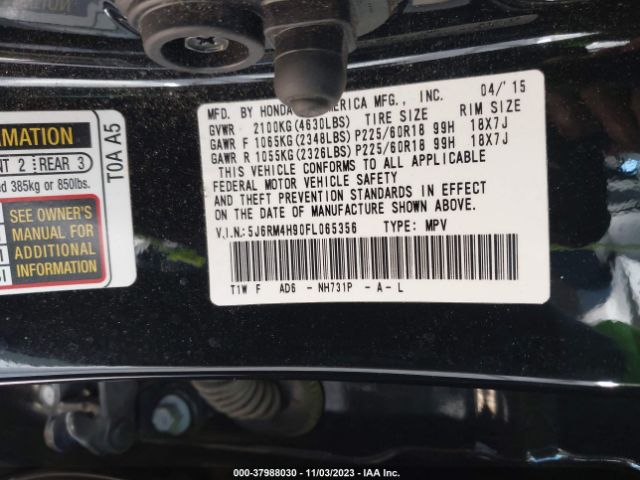 MFD. BY HONDA MFG., INC. 04/'15
GVWR 2100KG(4630LBS) TIRE SIZE RIM SIZE
GAWR F 1065KG(2348LBS) P225/60R18 99H 18X7J
GAWR R 1055KG(2326LBS) P225/60R18 99H 18X7J
THIS VEHICLE CONFORMS TO ALL APPLICABLE
FEDERAL MOTOR VEHICLE SAFETY
AND THEFT PREVENTION STANDARDS IN EFFECT
ON THE DATE OF MANUFACTURE SHOWN ABOVE.
V.I.N.:5J6RM4H90FL065356 TYPE: MPV
T1W F AD6 - NH731P - A - L
2 REAR 3
385kg or 850lbs.
SEE OWNER'S
MANUAL FOR
ADDITIONAL
INFORMATION
T0A A5
000-37988030 - 11/03/2023 - IAA Inc.